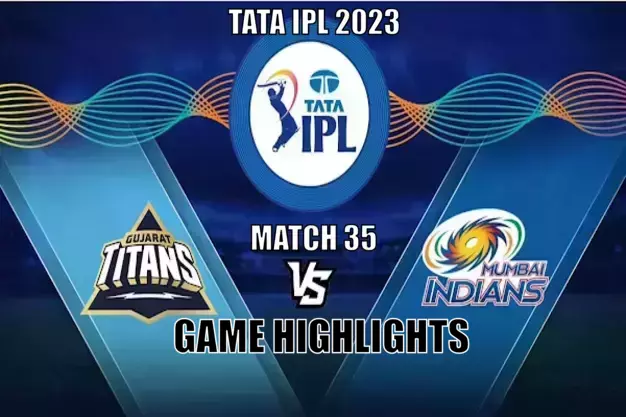 TATA IPL 2023
TATA
IPL
MATCH 35
GUJARAT
TITANS
VS
MUMBAI
INDIANS
GAME HIGHLIGHTS